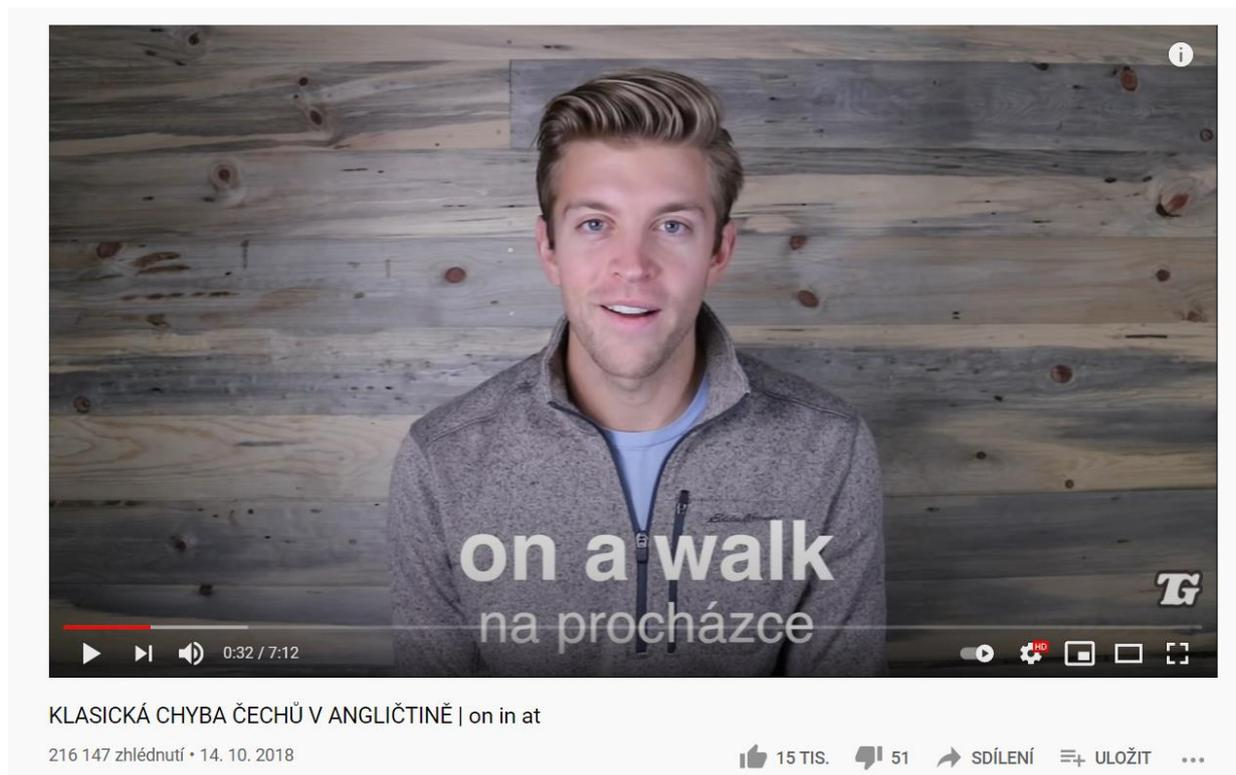 on a walk
na procházce
TG
HD
0:32 / 7:12
KLASICKÁ CHYBA ČECHŮ V ANGLIČTINĚ | on in at
216 147 zhlédnutí • 14. 10. 2018
15 TIS. 51 SDÍLENÍ ULOŽIT